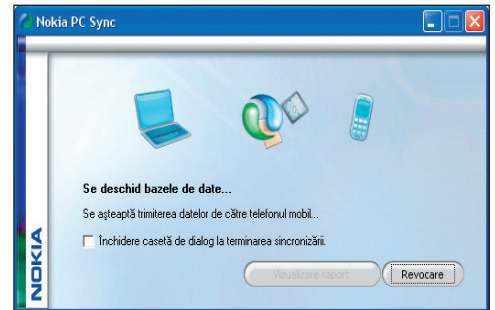 Nokia PC Sync
Se deschid bazele de date...
Se așteaptă trimiterea datelor de către telefonul mobil...
Închidere casetă de dialog la terminarea sincronizării.
Vizualizare raport
Revocare
NOKIA